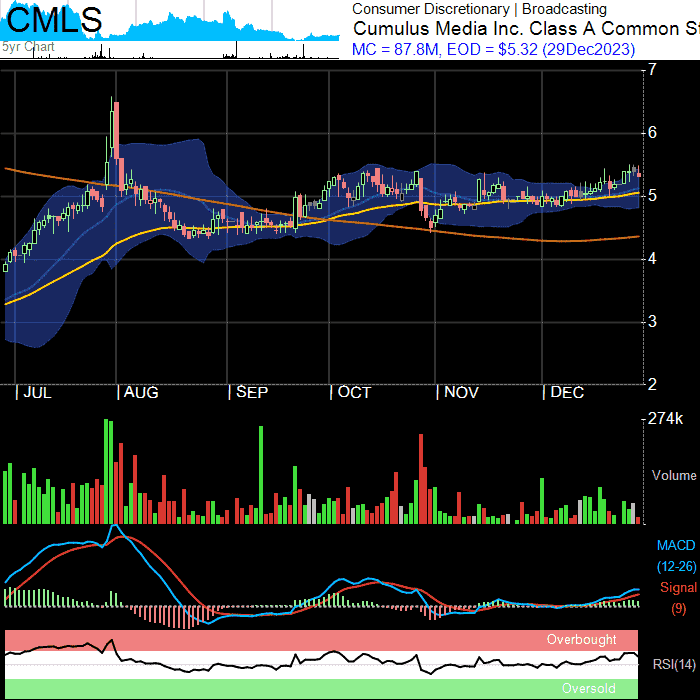 CMLS
5yr Chart
Consumer Discretionary | Broadcasting
Cumulus Media Inc. Class A Common St
MC = 87.8M, EOD = $5.32 (29Dec2023)
7
6
5
4
3
2
JUL AUG SEP OCT NOV DEC
274k
Volume
MACD
(12-26)
Signal
(9)
Overbought
RSI(14)
Oversold